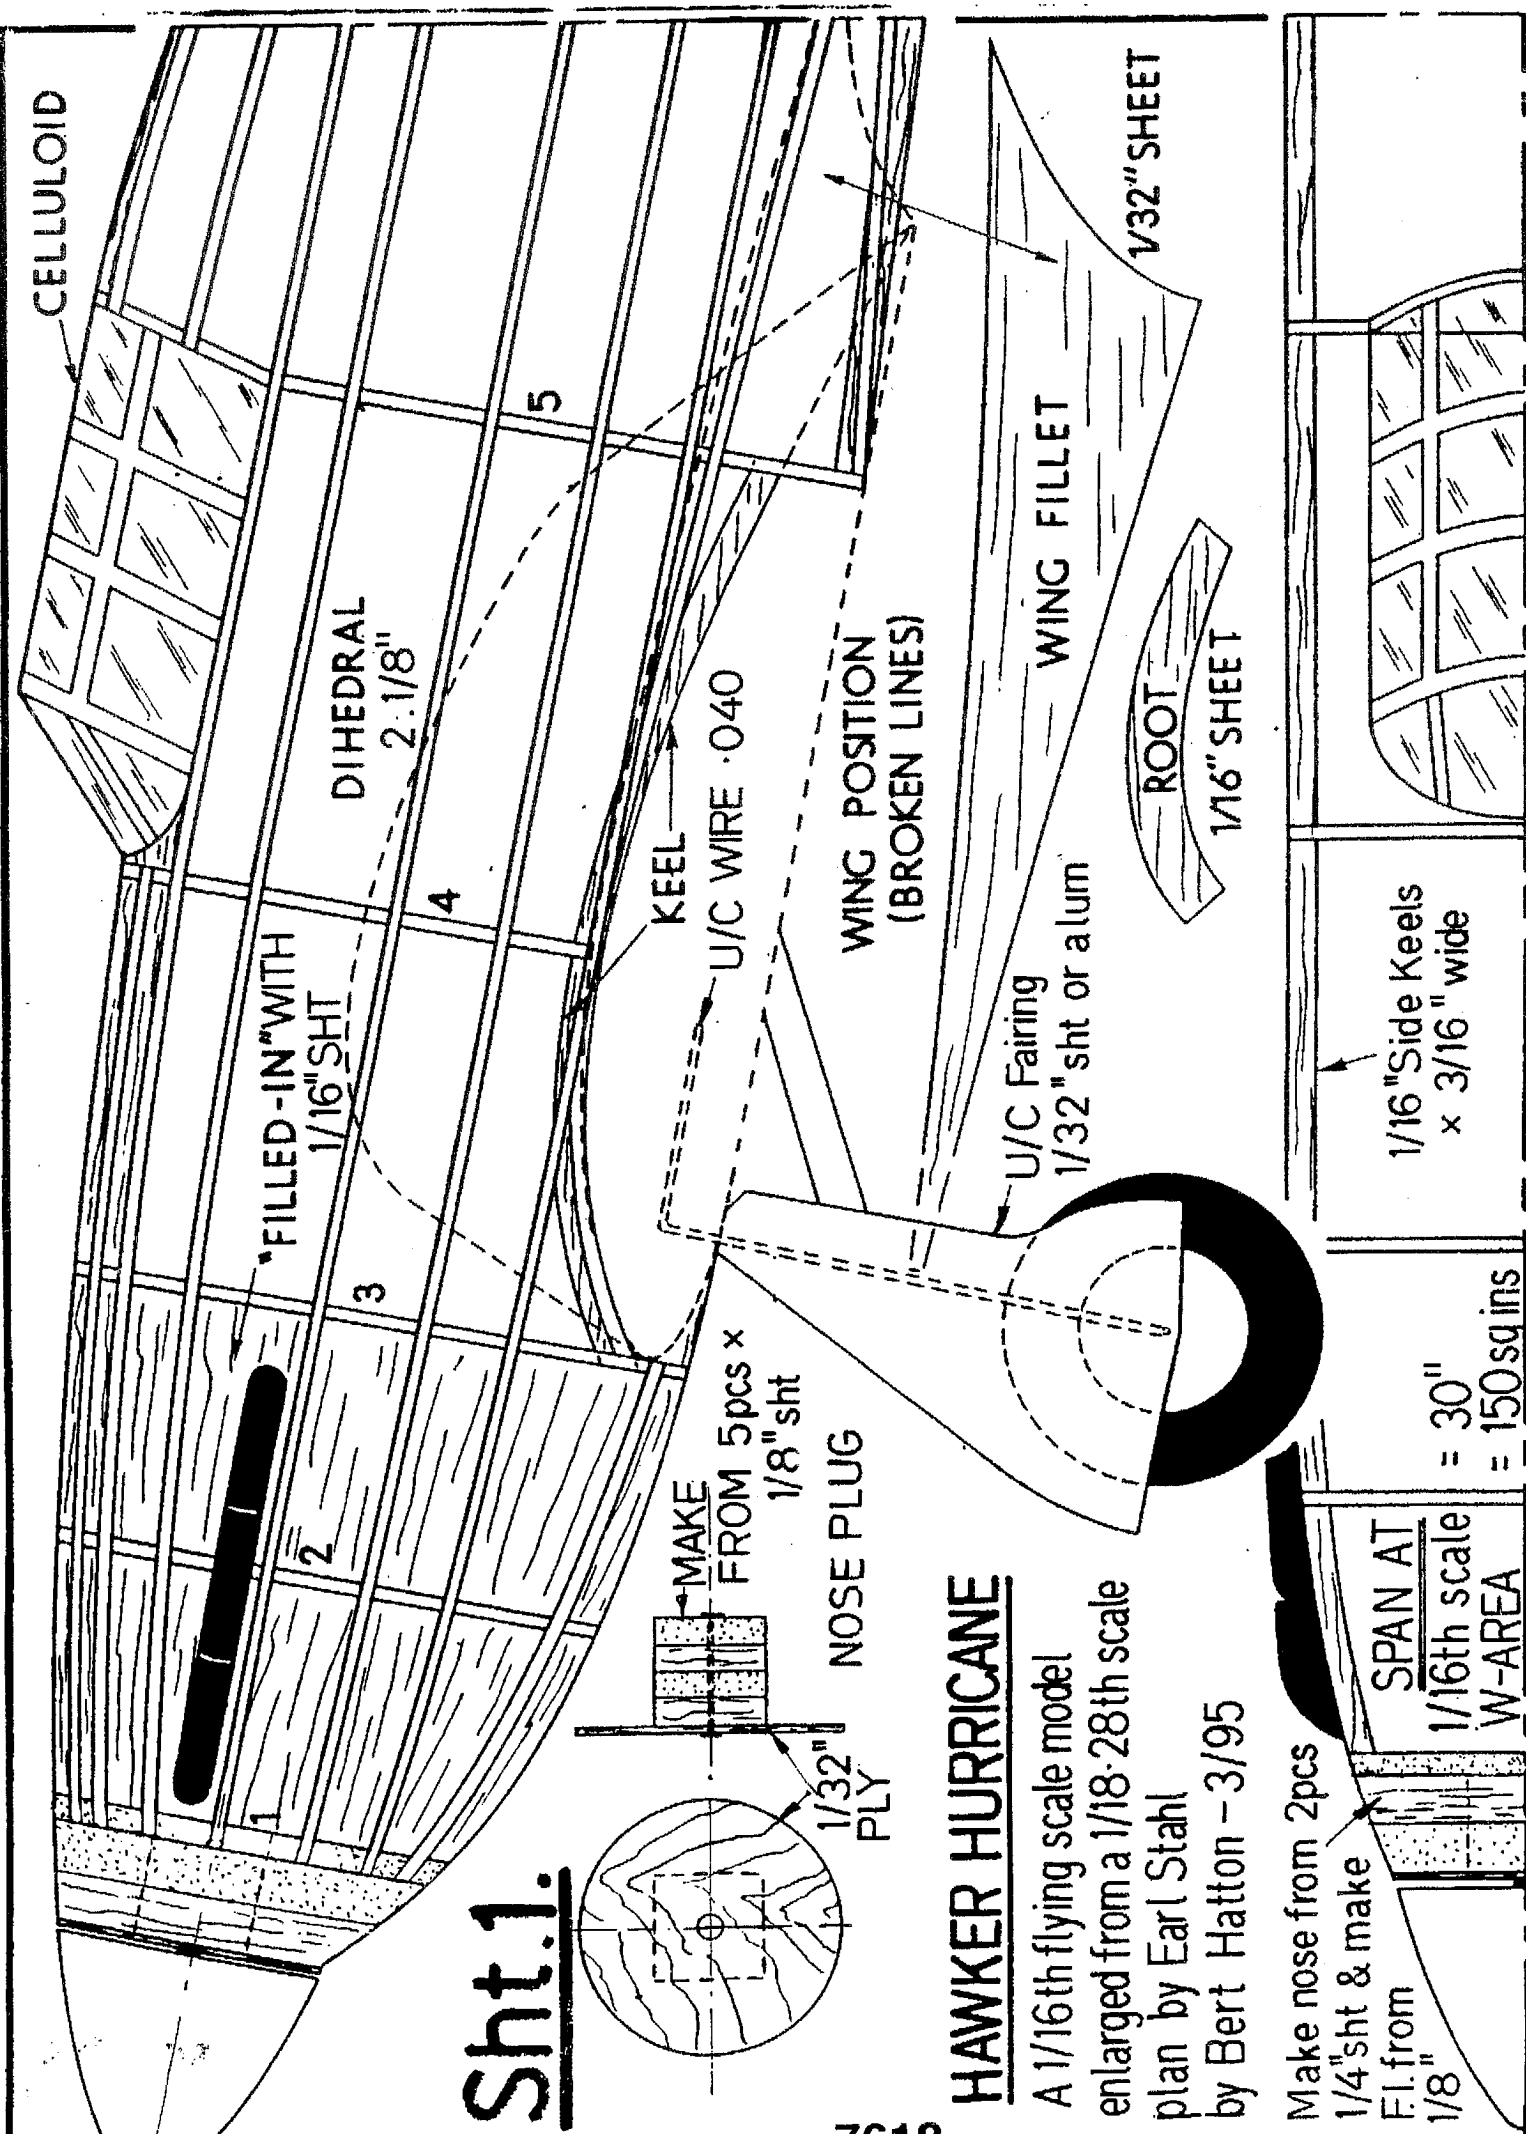 CELLULOID
"FILLED-IN" WITH
1/16" SHT
DIHEDRAL
2·1/8"
1
2
3
4
5
KEEL
U/C WIRE ·040
WING POSITION
(BROKEN LINES)
WING FILLET
1/32" SHEET
ROOT
1/16" SHEET
U/C Fairing
1/32" sht or alum
MAKE
FROM 5pcs ×
1/8" sht
NOSE PLUG
1/32"
PLY
Sht.1.
HAWKER HURRICANE
A 1/16th flying scale model
enlarged from a 1/18·28th scale
plan by Earl Stahl
by Bert Hatton - 3/95
Make nose from 2pcs
1/4" sht & make
F.1. from
1/8"
SPAN AT
1/16th scale = 30"
W-AREA = 150 sq ins
1/16" Side Keels
× 3/16" wide